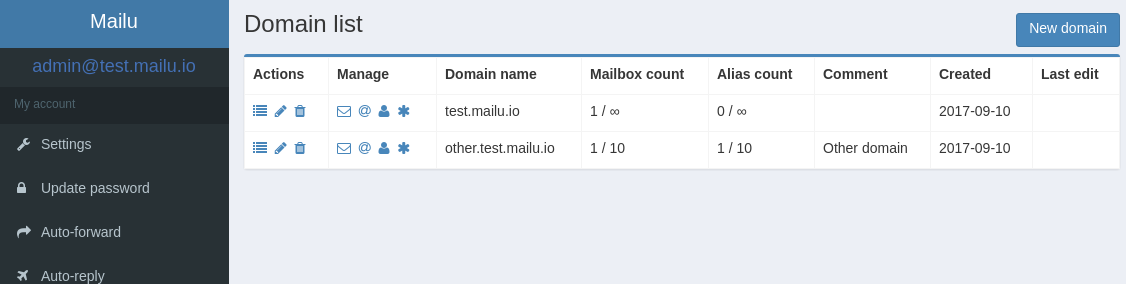 Mailu
admin@test.mailu.io
My account
Settings
Update password
Auto-forward
Auto-reply
Domain list
New domain
Actions Manage Domain name Mailbox count Alias count Comment Created Last edit
test.mailu.io 1 / ∞ 0 / ∞ 2017-09-10
other.test.mailu.io 1 / 10 1 / 10 Other domain 2017-09-10